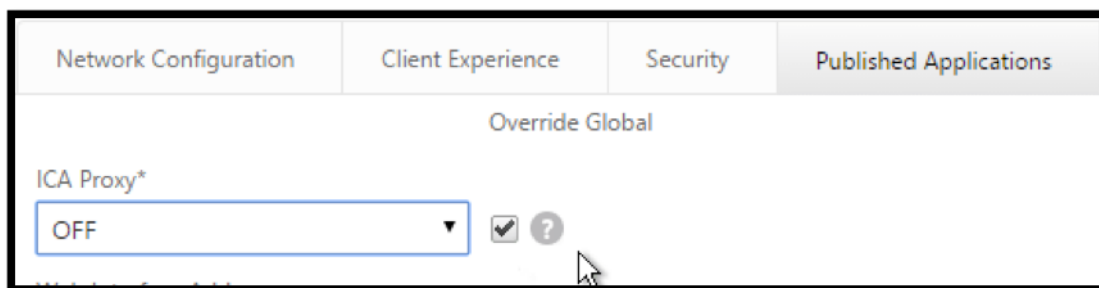 Network Configuration Client Experience Security Published Applications
Override Global
ICA Proxy*
OFF
?